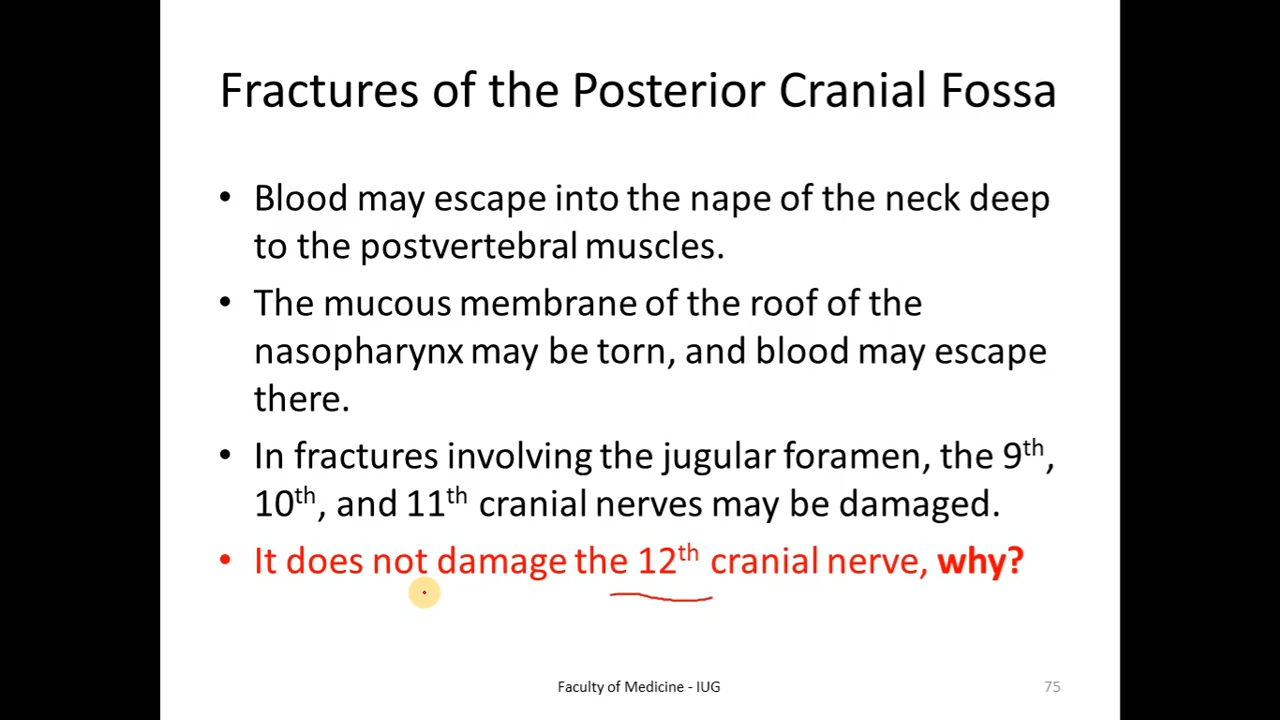 Fractures of the Posterior Cranial Fossa
• Blood may escape into the nape of the neck deep
to the postvertebral muscles.
• The mucous membrane of the roof of the
nasopharynx may be torn, and blood may escape
there.
• In fractures involving the jugular foramen, the 9th,
10th, and 11th cranial nerves may be damaged.
• It does not damage the 12th cranial nerve, why?
Faculty of Medicine - IUG
75